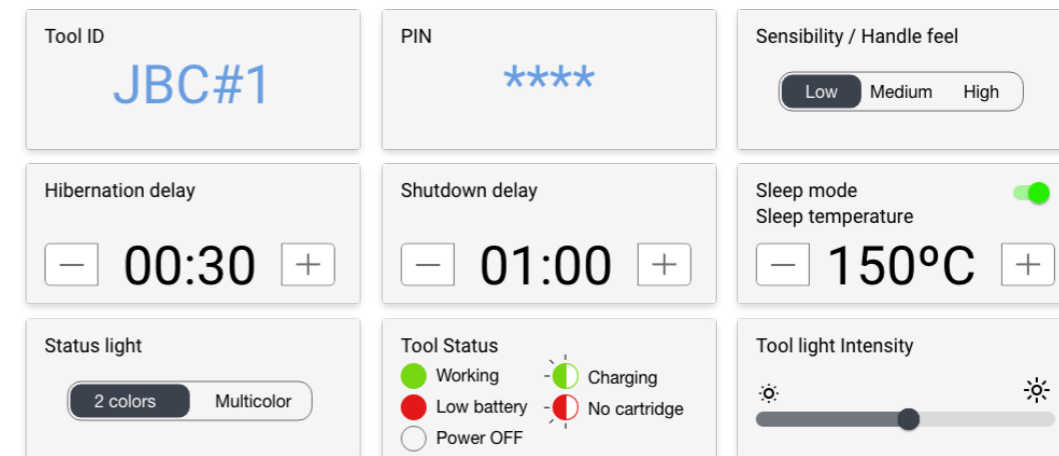 Tool ID
JBC#1
PIN
****
Sensibility / Handle feel
Low Medium High
Hibernation delay
— 00:30 +
Shutdown delay
— 01:00 +
Sleep mode
Sleep temperature
— 150ºC +
Status light
2 colors Multicolor
Tool Status
Working Charging
Low battery No cartridge
Power OFF
Tool light Intensity